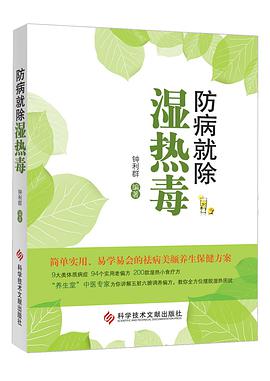 防病就除
湿热毒
钟利群
编著
简单实用、易学易会的祛病美颜养生保健方案
9大类体质病症 94个实用老偏方 200款湿热小食疗方
“养生堂”中医专家为你讲解五脏六腑调养偏方，教你全方位摆脱湿热困扰
科学技术文献出版社
防病就除
湿热毒
钟利群
编著
科学技术文献出版社